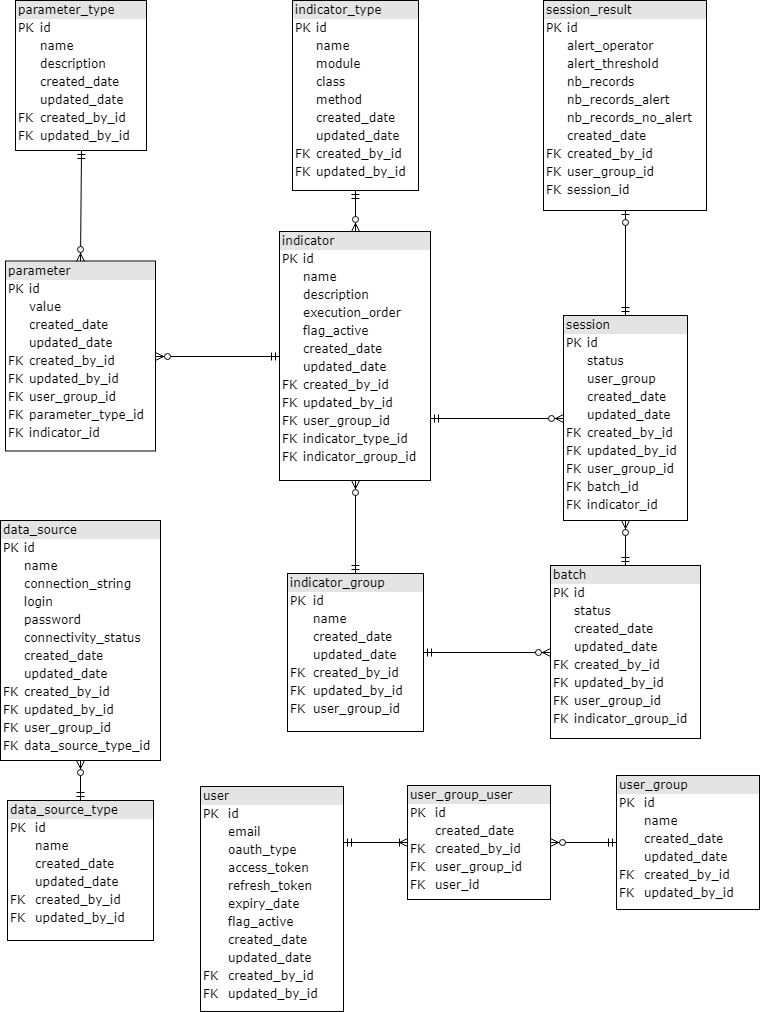 parameter_type
PK id
name
description
created_date
updated_date
FK created_by_id
FK updated_by_id
indicator_type
PK id
name
module
class
method
created_date
updated_date
FK created_by_id
FK updated_by_id
session_result
PK id
alert_operator
alert_threshold
nb_records
nb_records_alert
nb_records_no_alert
created_date
FK created_by_id
FK user_group_id
FK session_id
parameter
PK id
value
created_date
updated_date
FK created_by_id
FK updated_by_id
FK user_group_id
FK parameter_type_id
FK indicator_id
indicator
PK id
name
description
execution_order
flag_active
created_date
updated_date
FK created_by_id
FK updated_by_id
FK user_group_id
FK indicator_type_id
FK indicator_group_id
session
PK id
status
user_group
created_date
updated_date
FK created_by_id
FK updated_by_id
FK user_group_id
FK batch_id
FK indicator_id
data_source
PK id
name
connection_string
login
password
connectivity_status
created_date
updated_date
FK created_by_id
FK updated_by_id
FK user_group_id
FK data_source_type_id
indicator_group
PK id
name
created_date
updated_date
FK created_by_id
FK updated_by_id
FK user_group_id
batch
PK id
status
created_date
updated_date
FK created_by_id
FK updated_by_id
FK user_group_id
FK indicator_group_id
data_source_type
PK id
name
created_date
updated_date
FK created_by_id
FK updated_by_id
user
PK id
email
oauth_type
access_token
refresh_token
expiry_date
flag_active
created_date
updated_date
FK created_by_id
FK updated_by_id
user_group_user
PK id
created_date
FK created_by_id
FK user_group_id
FK user_id
user_group
PK id
name
created_date
updated_date
FK created_by_id
FK updated_by_id